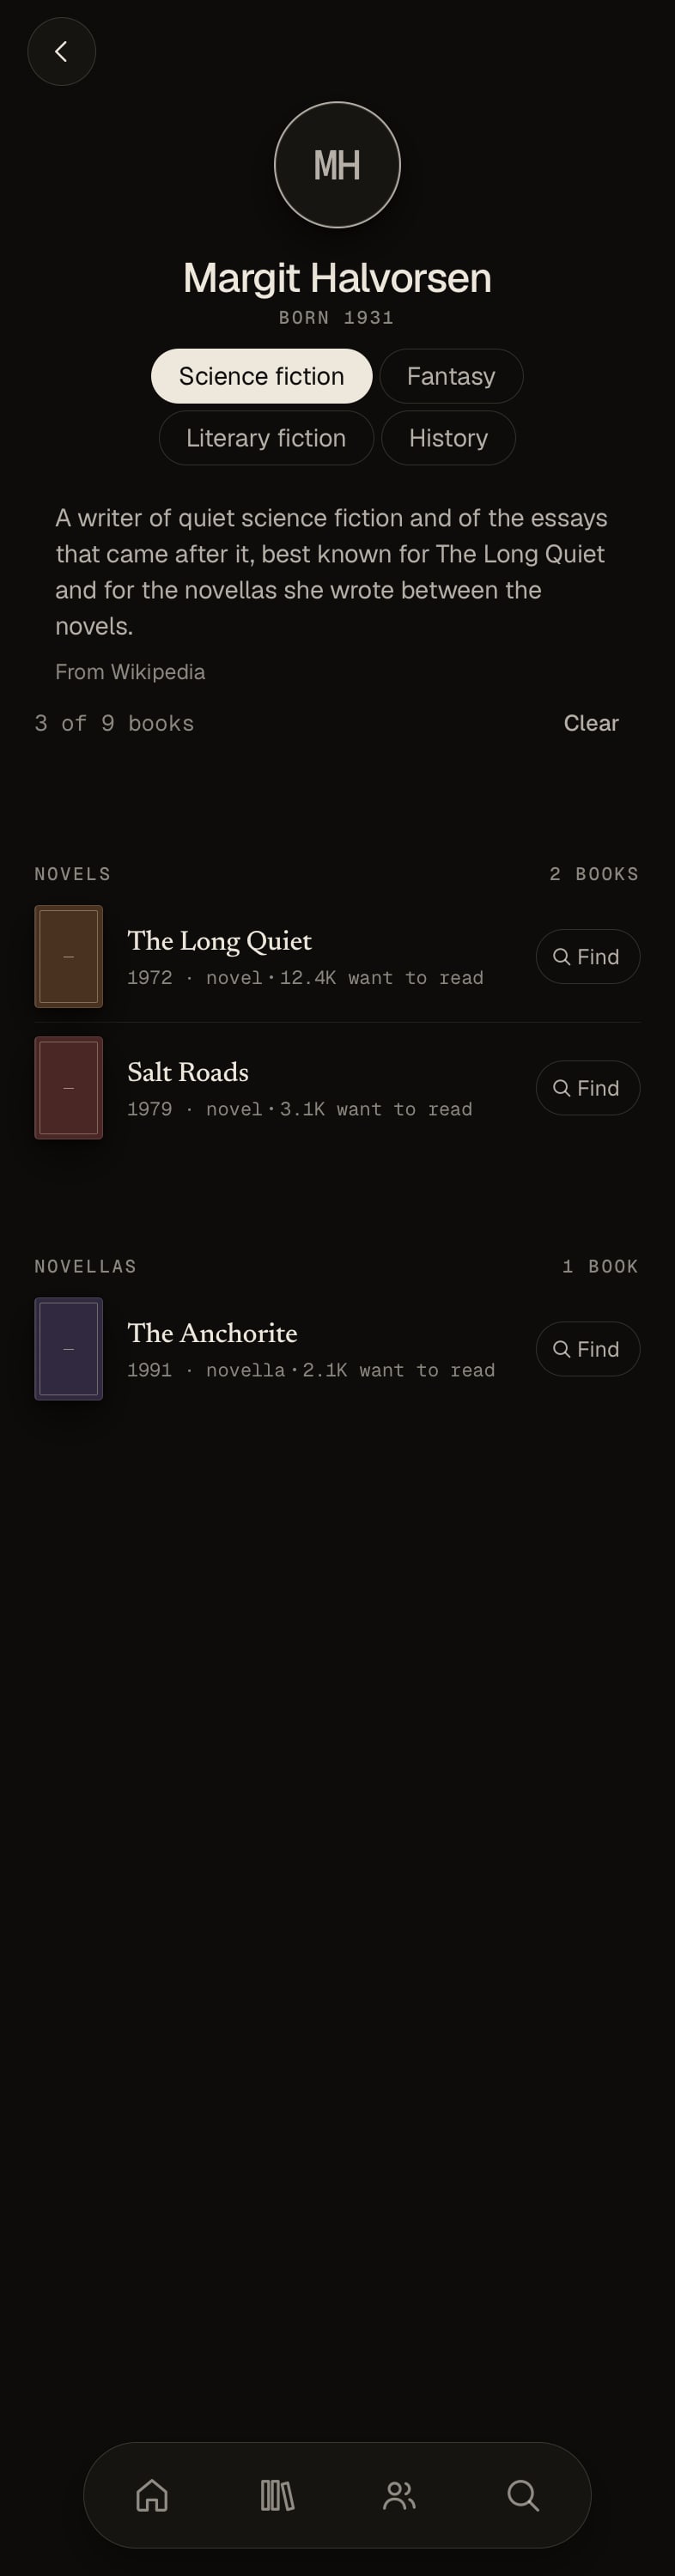 MH
Margit Halvorsen
BORN 1931
Science fiction Fantasy
Literary fiction History
A writer of quiet science fiction and of the essays
that came after it, best known for The Long Quiet
and for the novellas she wrote between the
novels.
From Wikipedia
3 of 9 books Clear
NOVELS 2 BOOKS
The Long Quiet
1972 · novel · 12.4K want to read
Find
Salt Roads
1979 · novel · 3.1K want to read
Find
NOVELLAS 1 BOOK
The Anchorite
1991 · novella · 2.1K want to read
Find